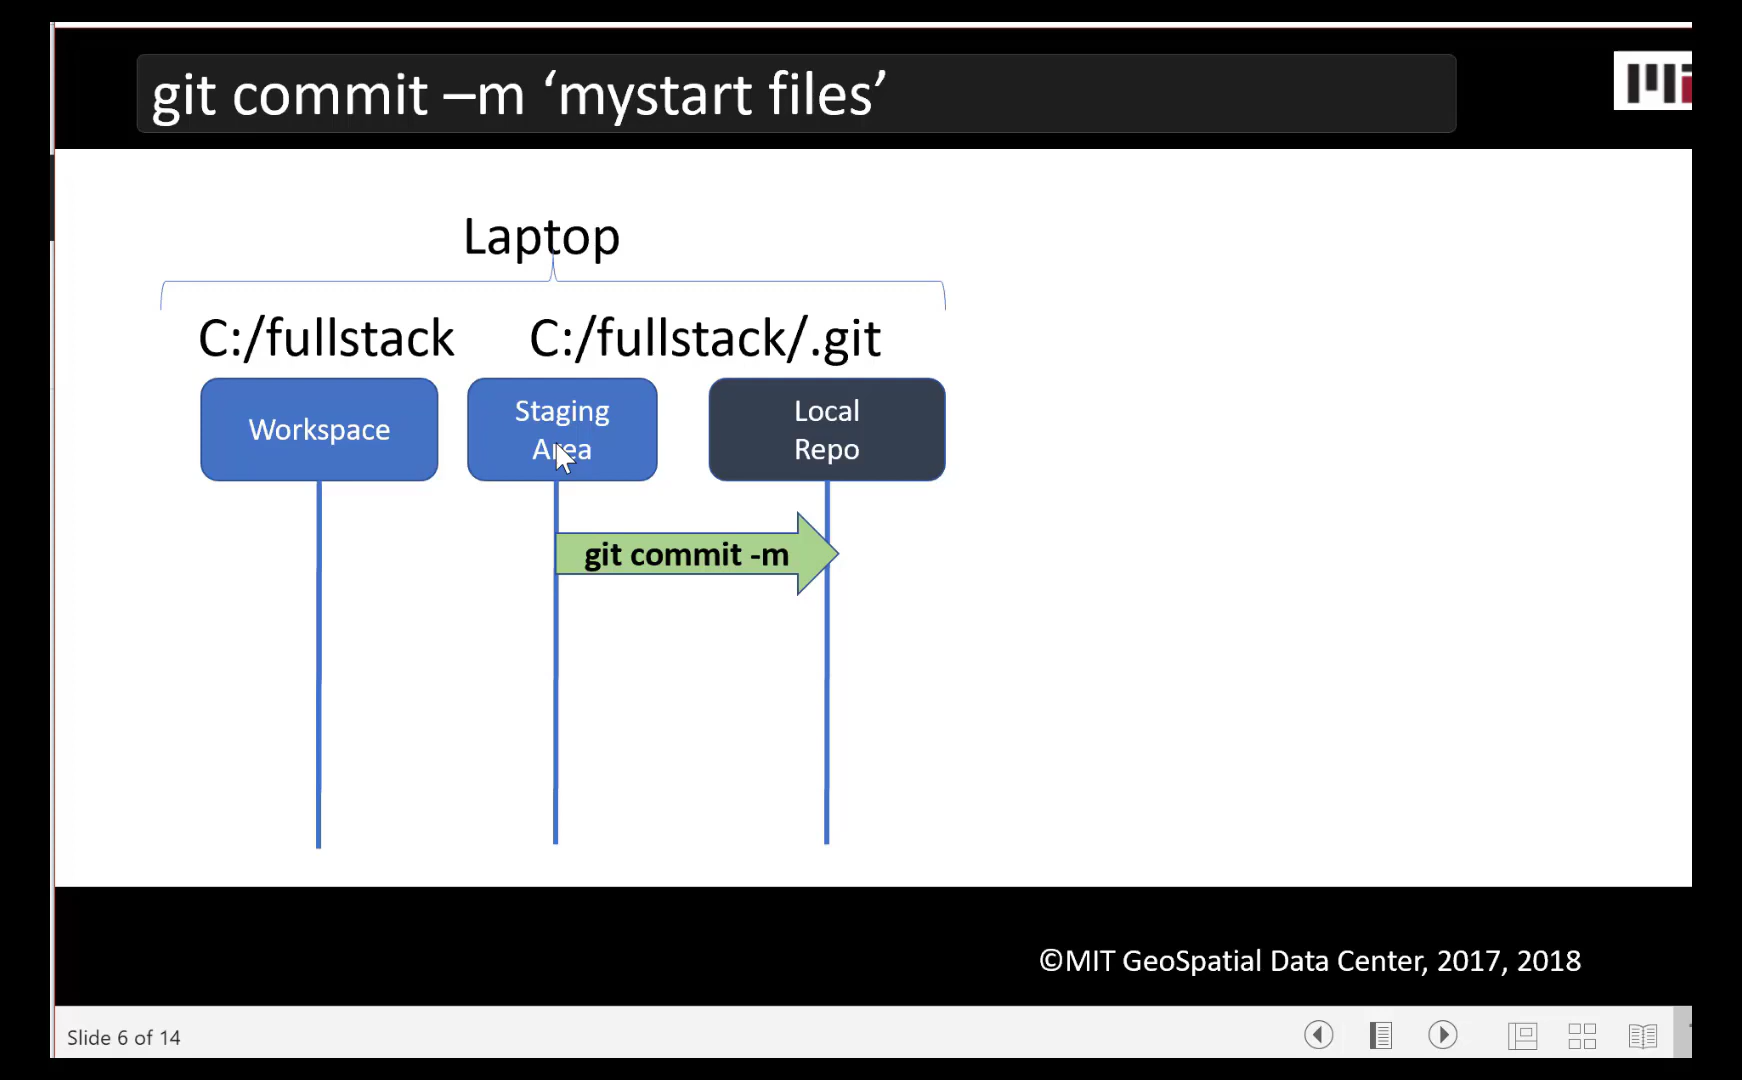 git commit –m ‘mystart files’
Laptop
C:/fullstack
C:/fullstack/.git
Workspace
Staging
Area
Local
Repo
git commit -m
©MIT GeoSpatial Data Center, 2017, 2018
Slide 6 of 14